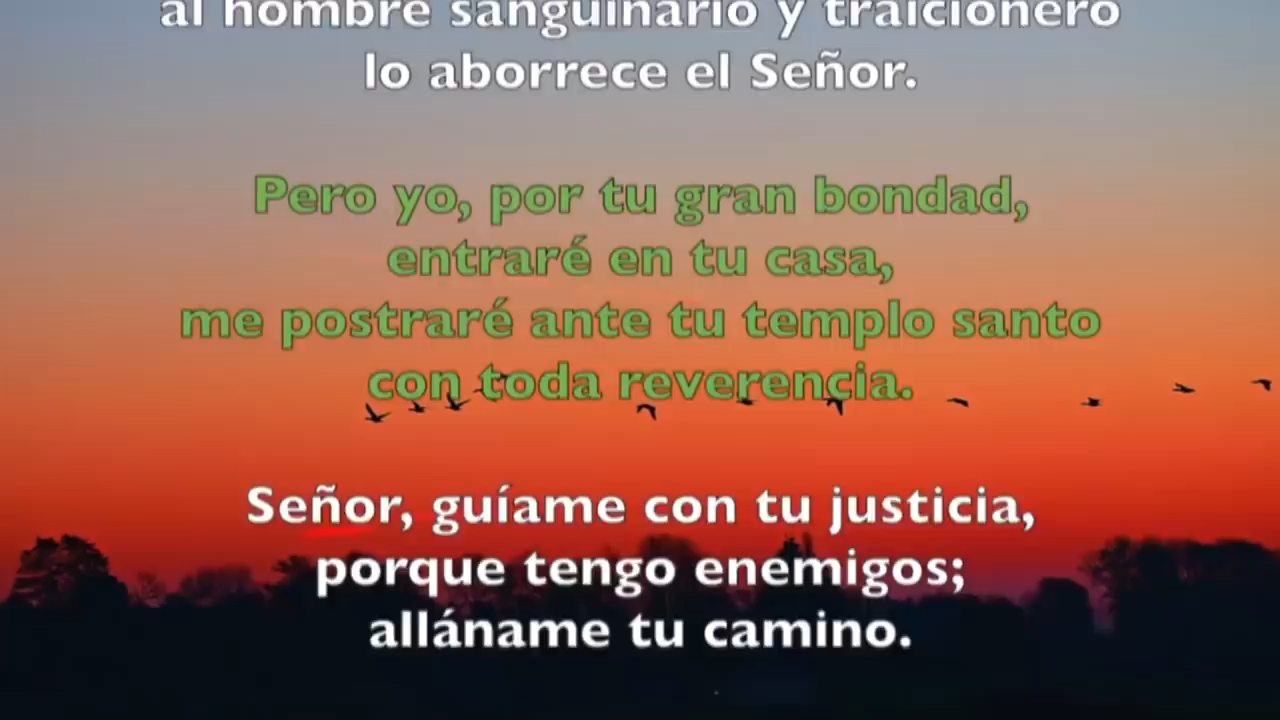 al hombre sanguinario y traicionero
lo aborrece el Señor.
Pero yo, por tu gran bondad,
entraré en tu casa,
me postraré ante tu templo santo
con toda reverencia.
Señor, guíame con tu justicia,
porque tengo enemigos;
alláname tu camino.